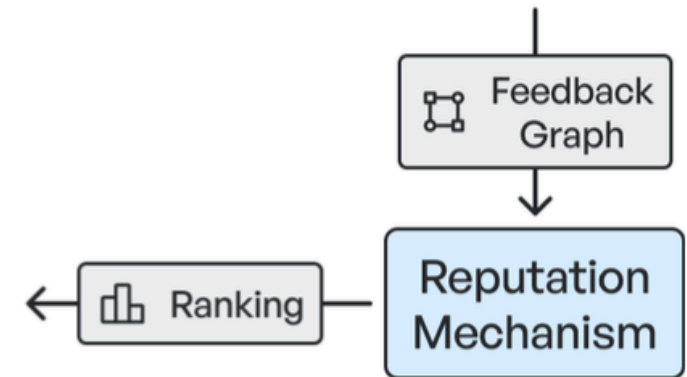 Feedback
Graph
Reputation
Mechanism
Ranking